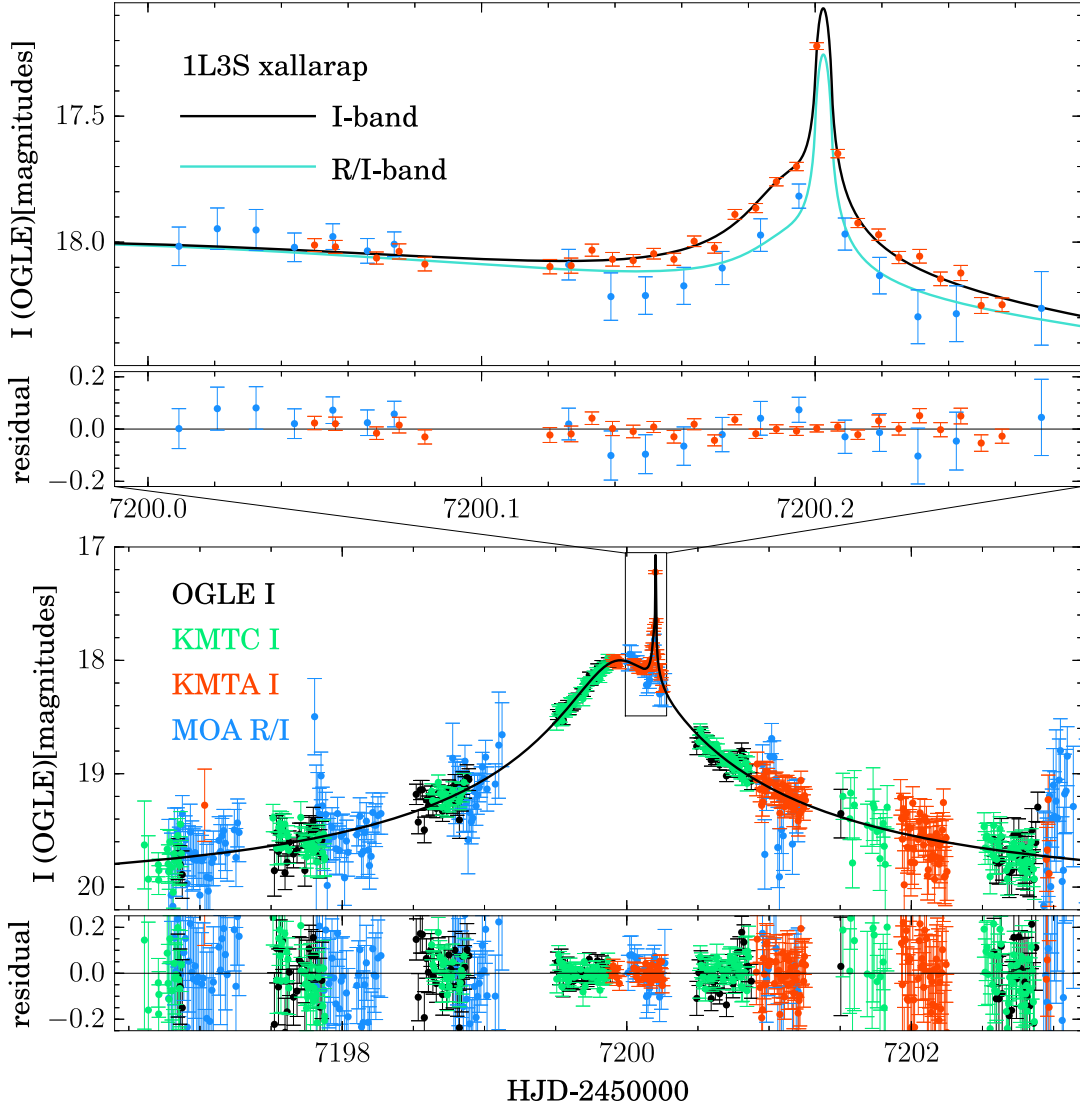 1L3S xallarap
I-band
R/I-band
17.5
18.0
I (OGLE)[magnitudes]
0.2
0.0
−0.2
residual
7200.0
7200.1
7200.2
17
18
19
20
I (OGLE)[magnitudes]
OGLE I
KMTC I
KMTA I
MOA R/I
0.2
0.0
−0.2
residual
7198
7200
7202
HJD-2450000